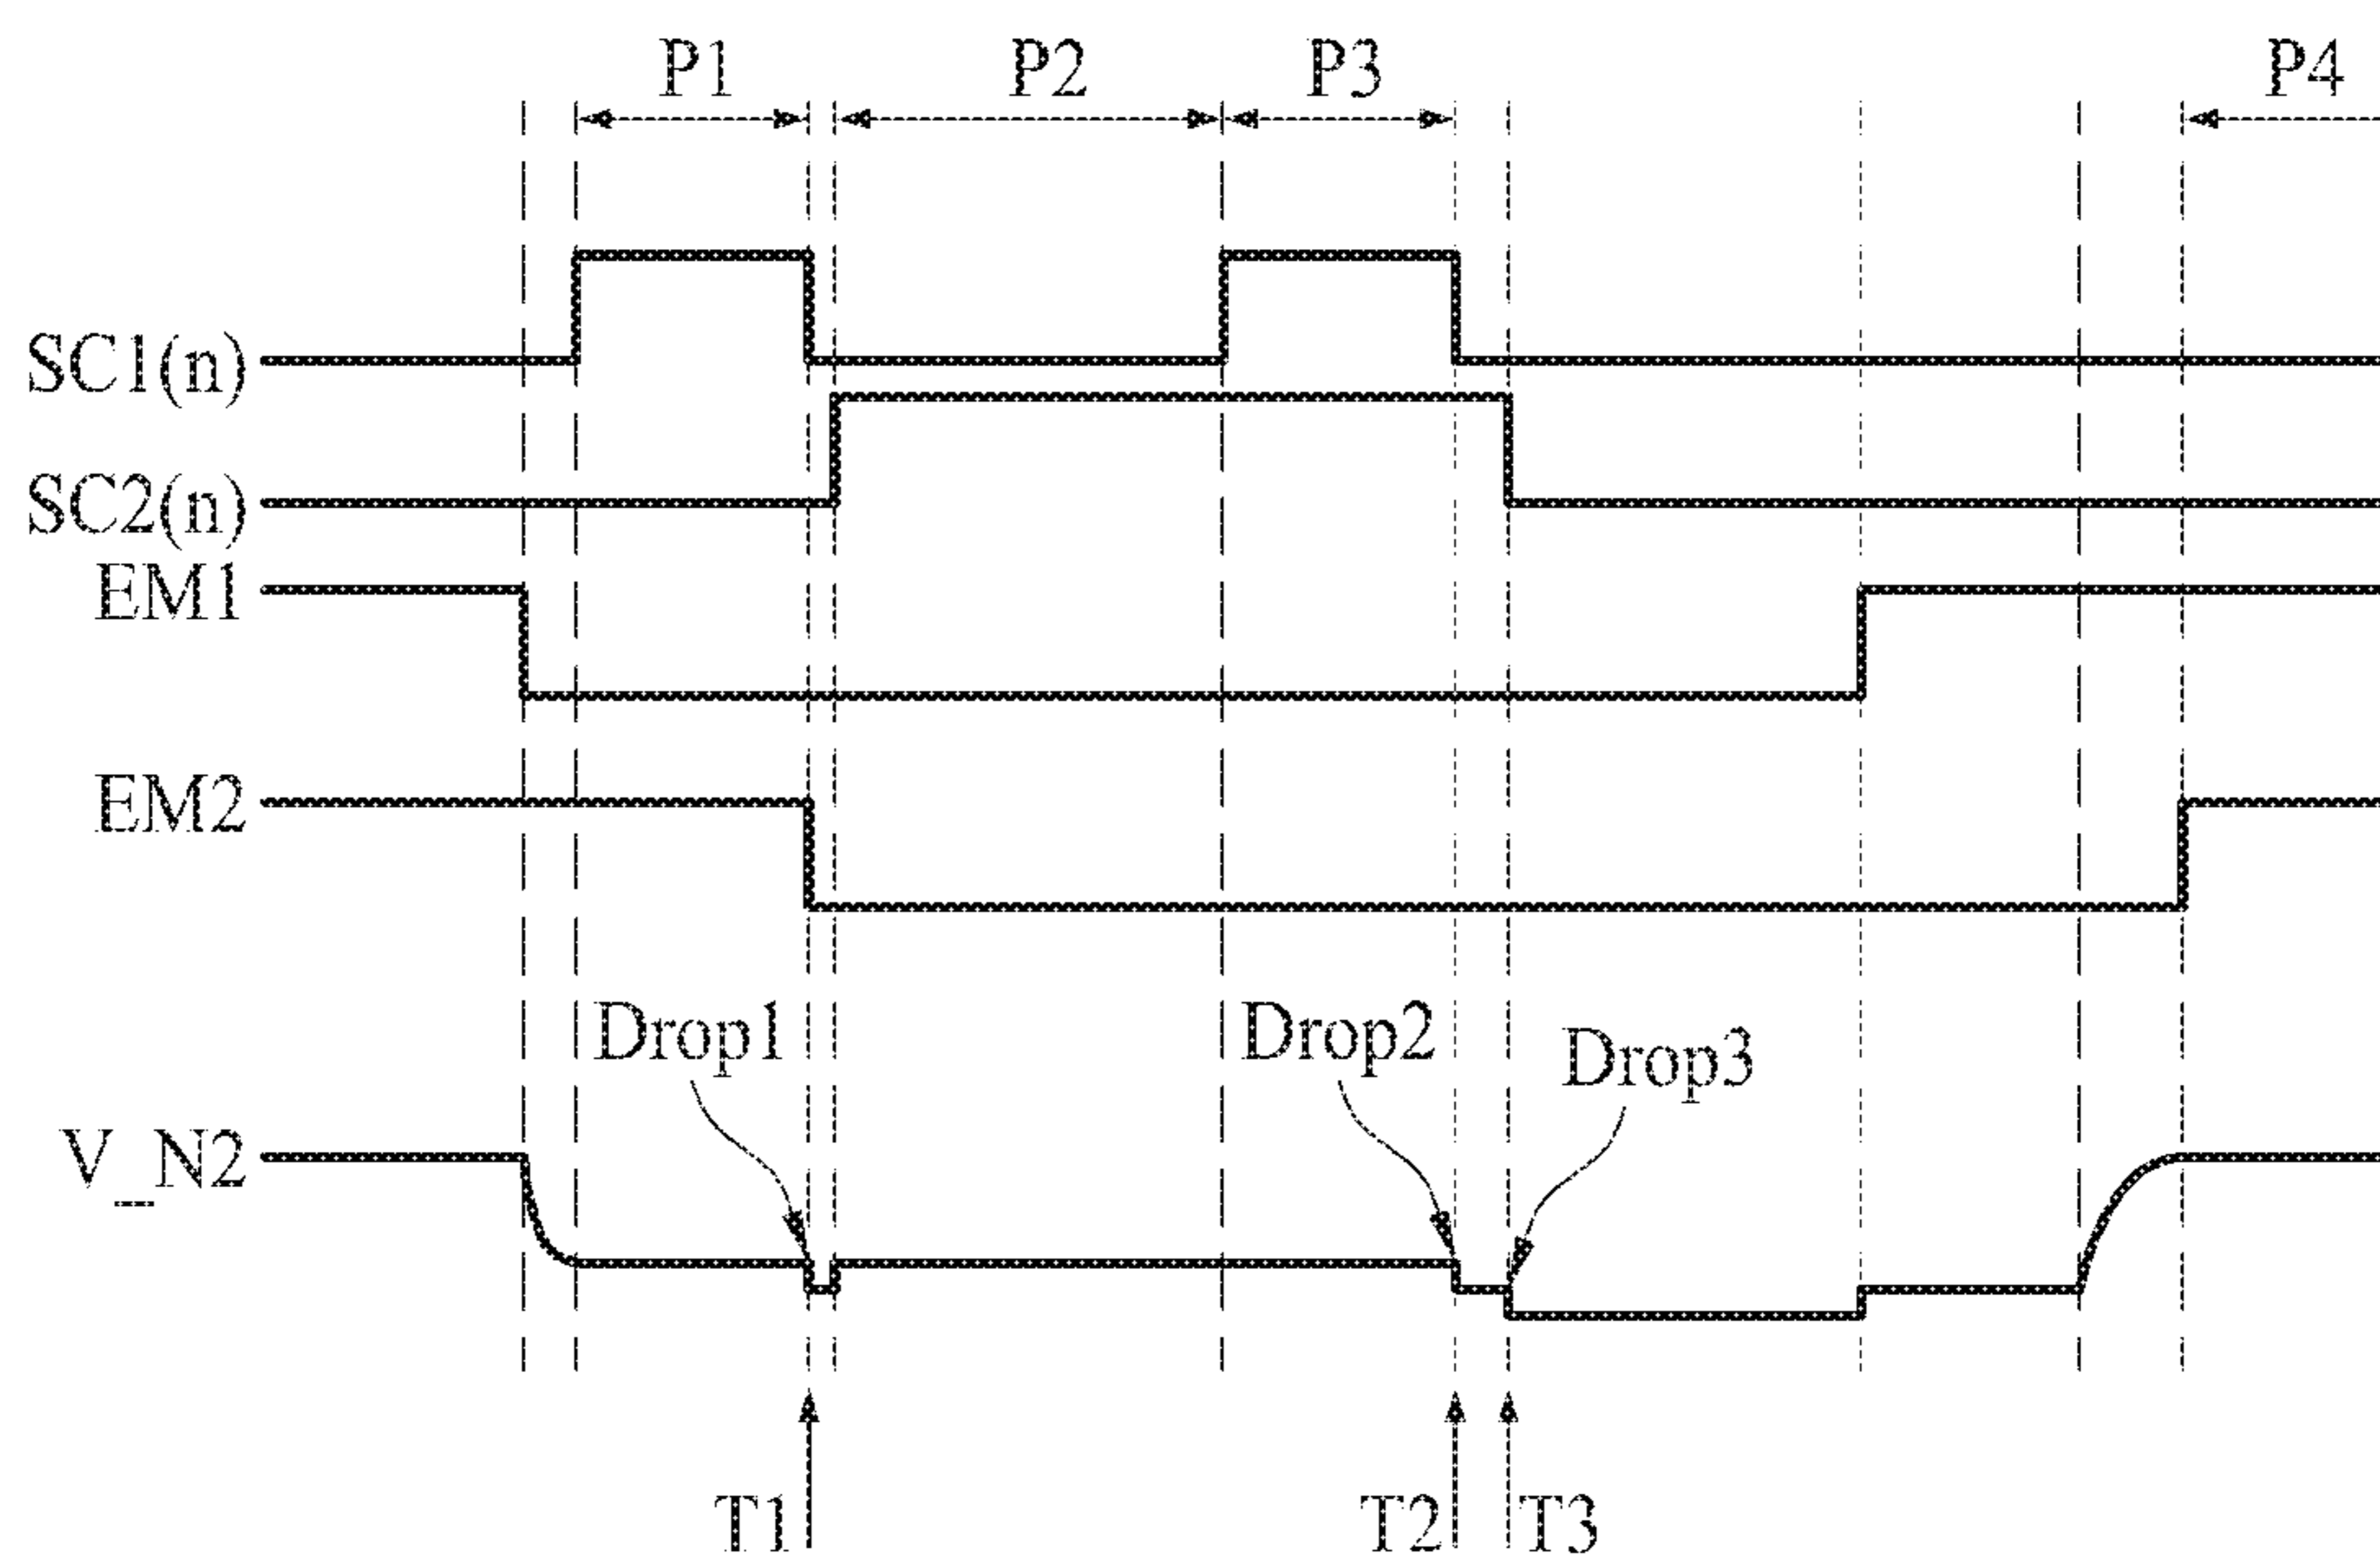 P1 P2 P3 P4
SC1(n)
SC2(n)
EM1
EM2
Drop1 Drop2 Drop3
V_N2
T1 T2 T3